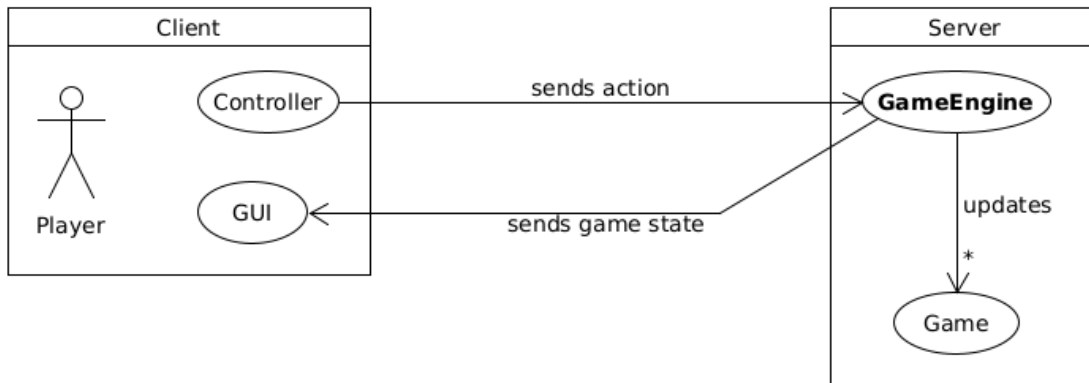 Client
Server
Controller
sends action
GameEngine
Player
GUI
sends game state
updates
*
Game